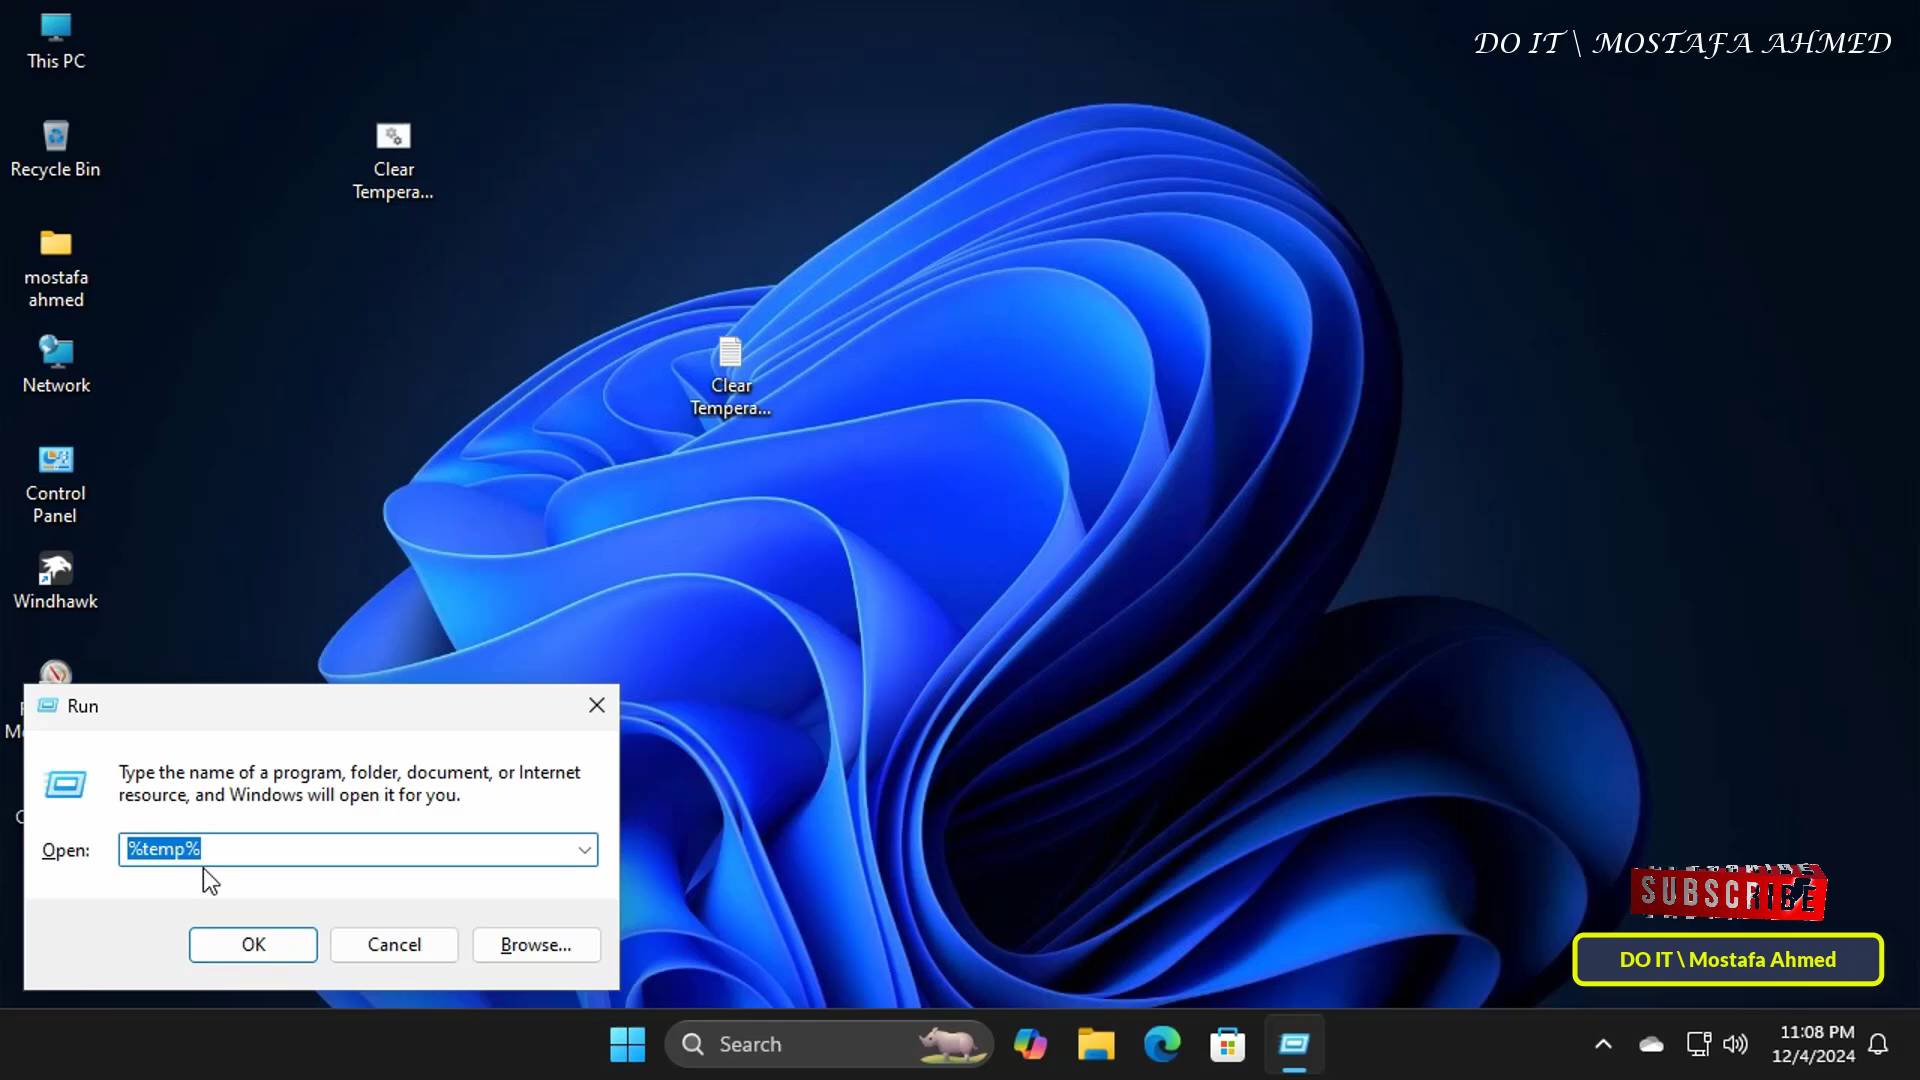 DO IT \ MOSTAFA AHMED
This PC
Recycle Bin
Clear
Tempera...
mostafa
ahmed
Network
Clear
Tempera...
Control
Panel
Windhawk
Run
Type the name of a program, folder, document, or Internet
resource, and Windows will open it for you.
Open: %temp%
OK Cancel Browse...
SUBSCRIBE
DO IT \ Mostafa Ahmed
Search
11:08 PM
12/4/2024